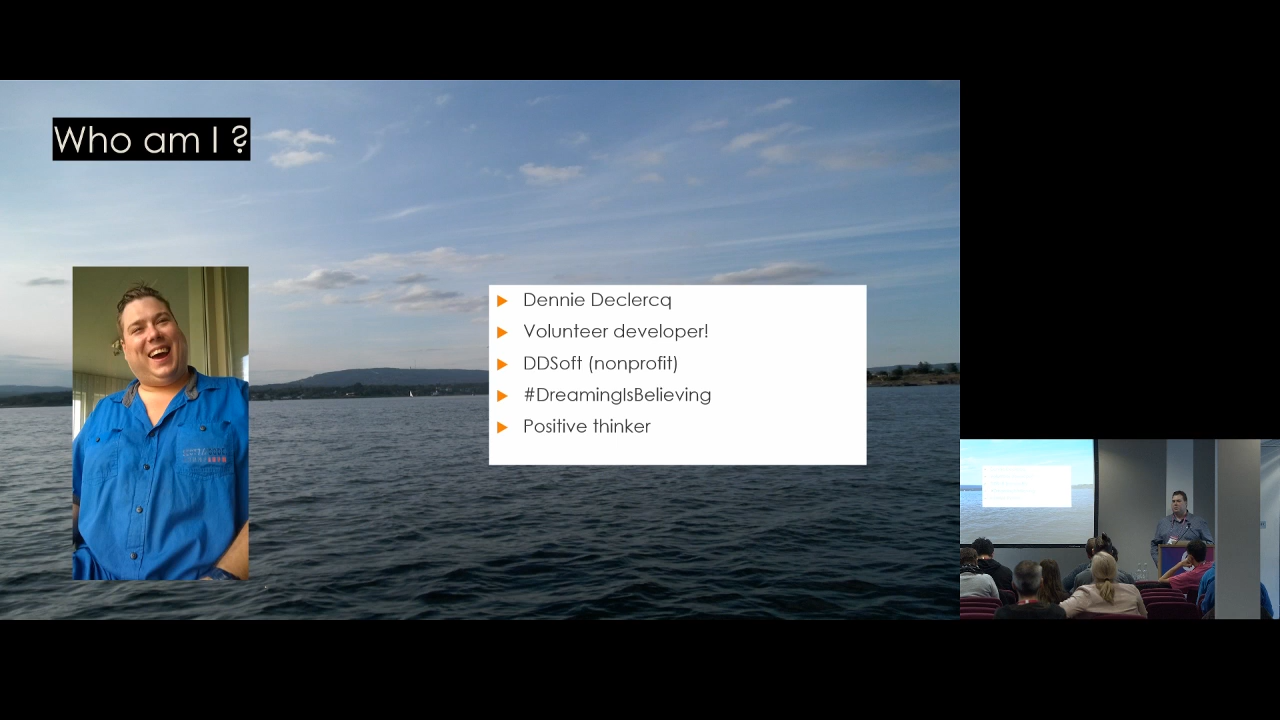 Who am I ?
Dennie Declercq
Volunteer developer!
DDSoft (nonprofit)
#DreamingIsBelieving
Positive thinker